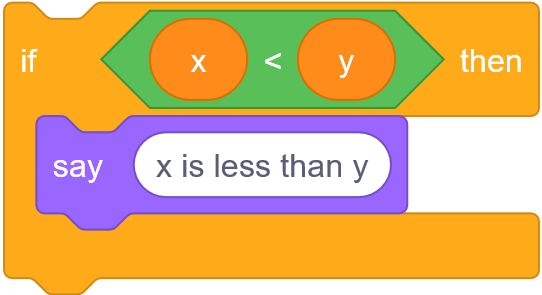 if x < y then
say x is less than y